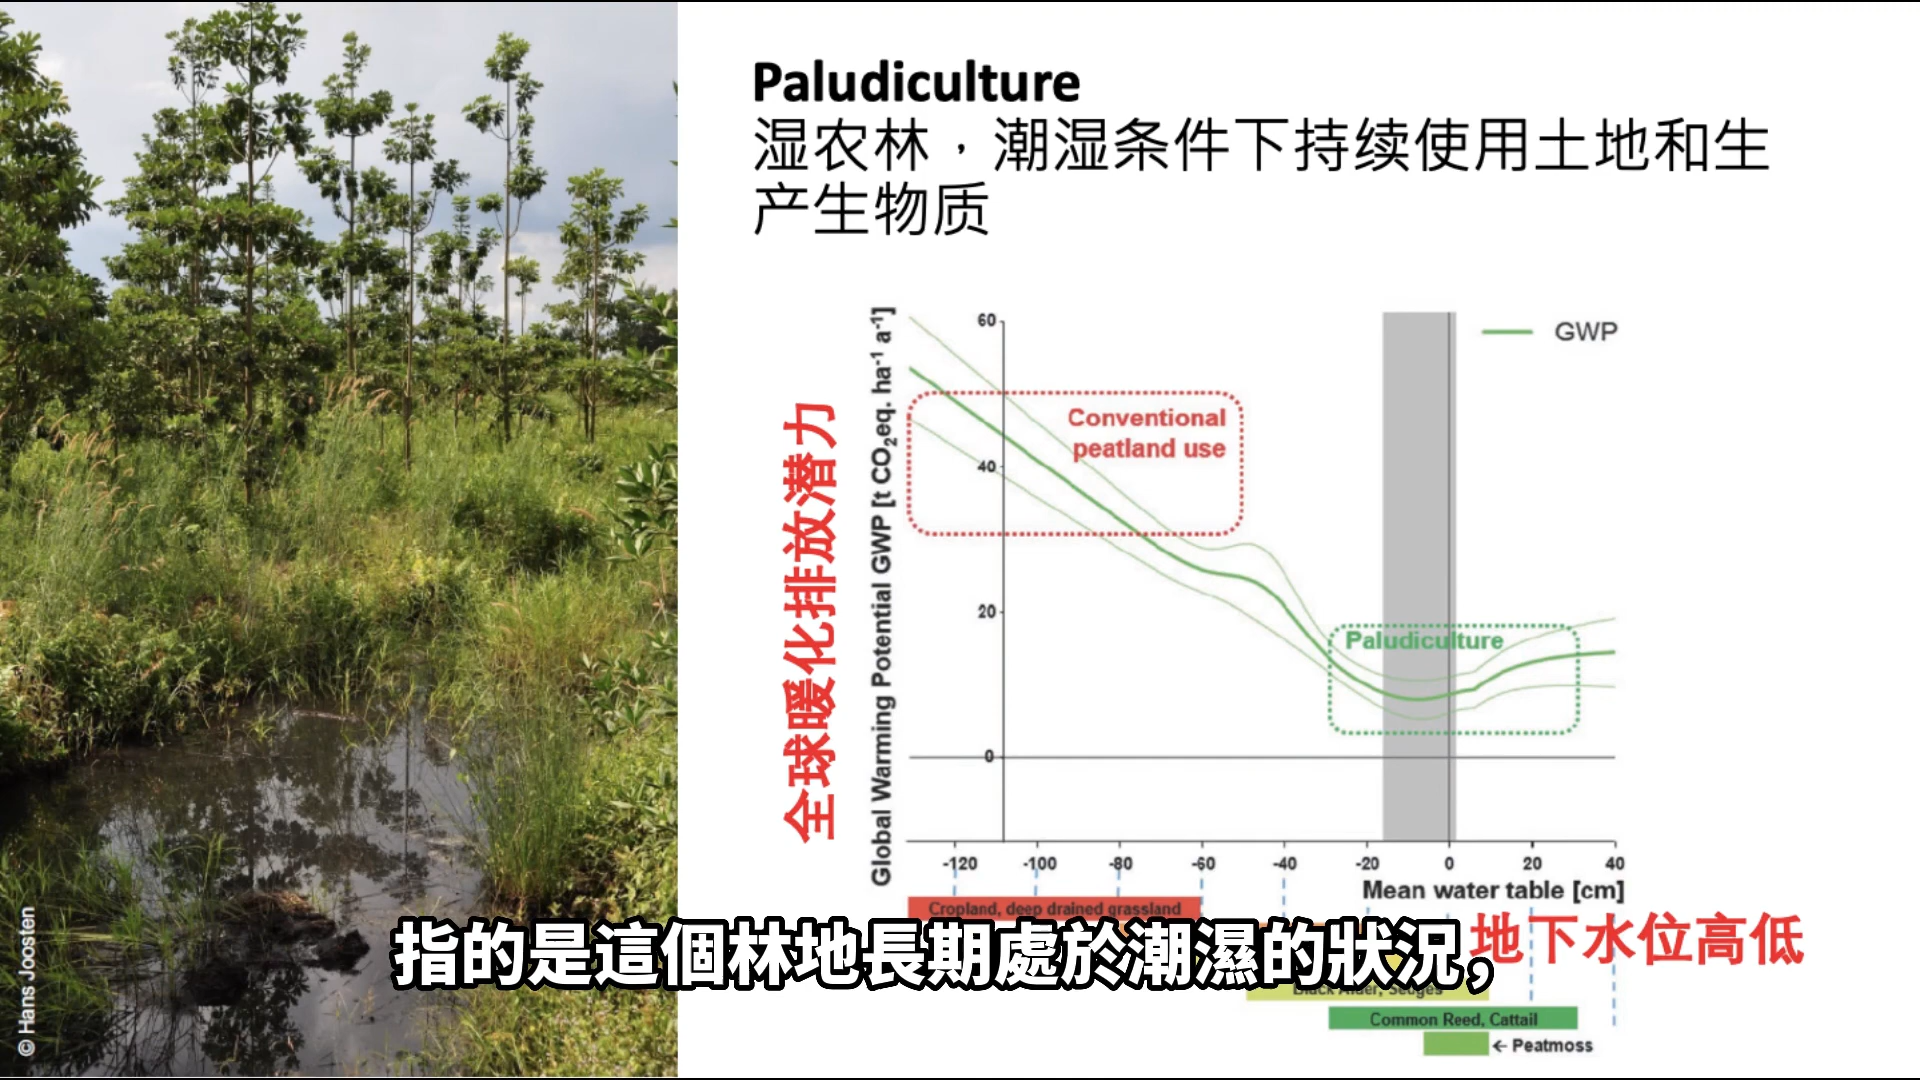 Paludiculture
湿农林，潮湿条件下持续使用土地和生
产生物质
全球暖化排放潜力
Global Warming Potential GWP [t CO2eq. ha-1 a-1]
60
40
20
0
GWP
Conventional
peatland use
Paludiculture
-120 -100 -80 -60 -40 -20 0 20 40
Mean water table [cm]
Cropland, deep drained grassland
地下水位高低
指的是這個林地長期處於潮濕的狀況,
Black Alder, Sedges
Common Reed, Cattail
← Peatmoss
© Hans Joosten